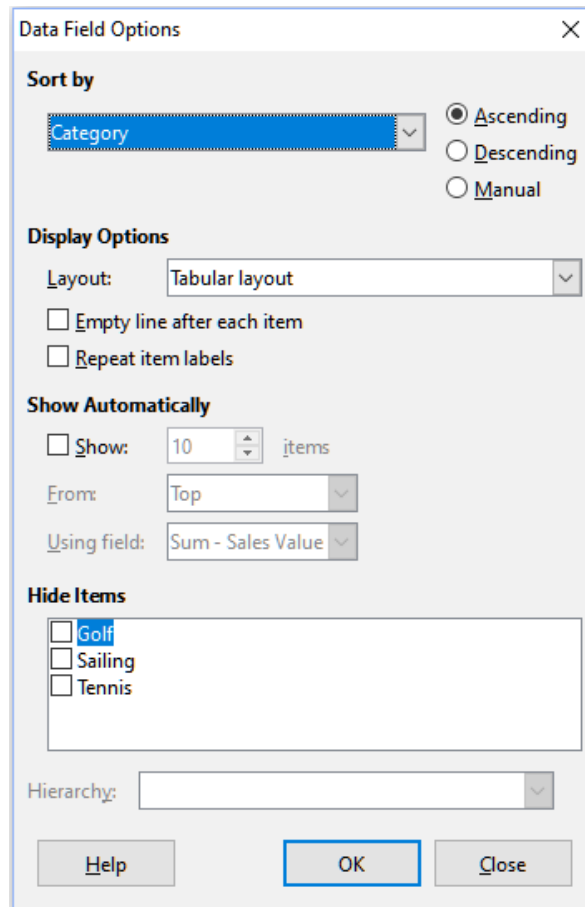 Data Field Options
Sort by
Category
Ascending
Descending
Manual
Display Options
Layout: Tabular layout
Empty line after each item
Repeat item labels
Show Automatically
Show: 10 items
From: Top
Using field: Sum - Sales Value
Hide Items
Golf
Sailing
Tennis
Hierarchy:
Help OK Close